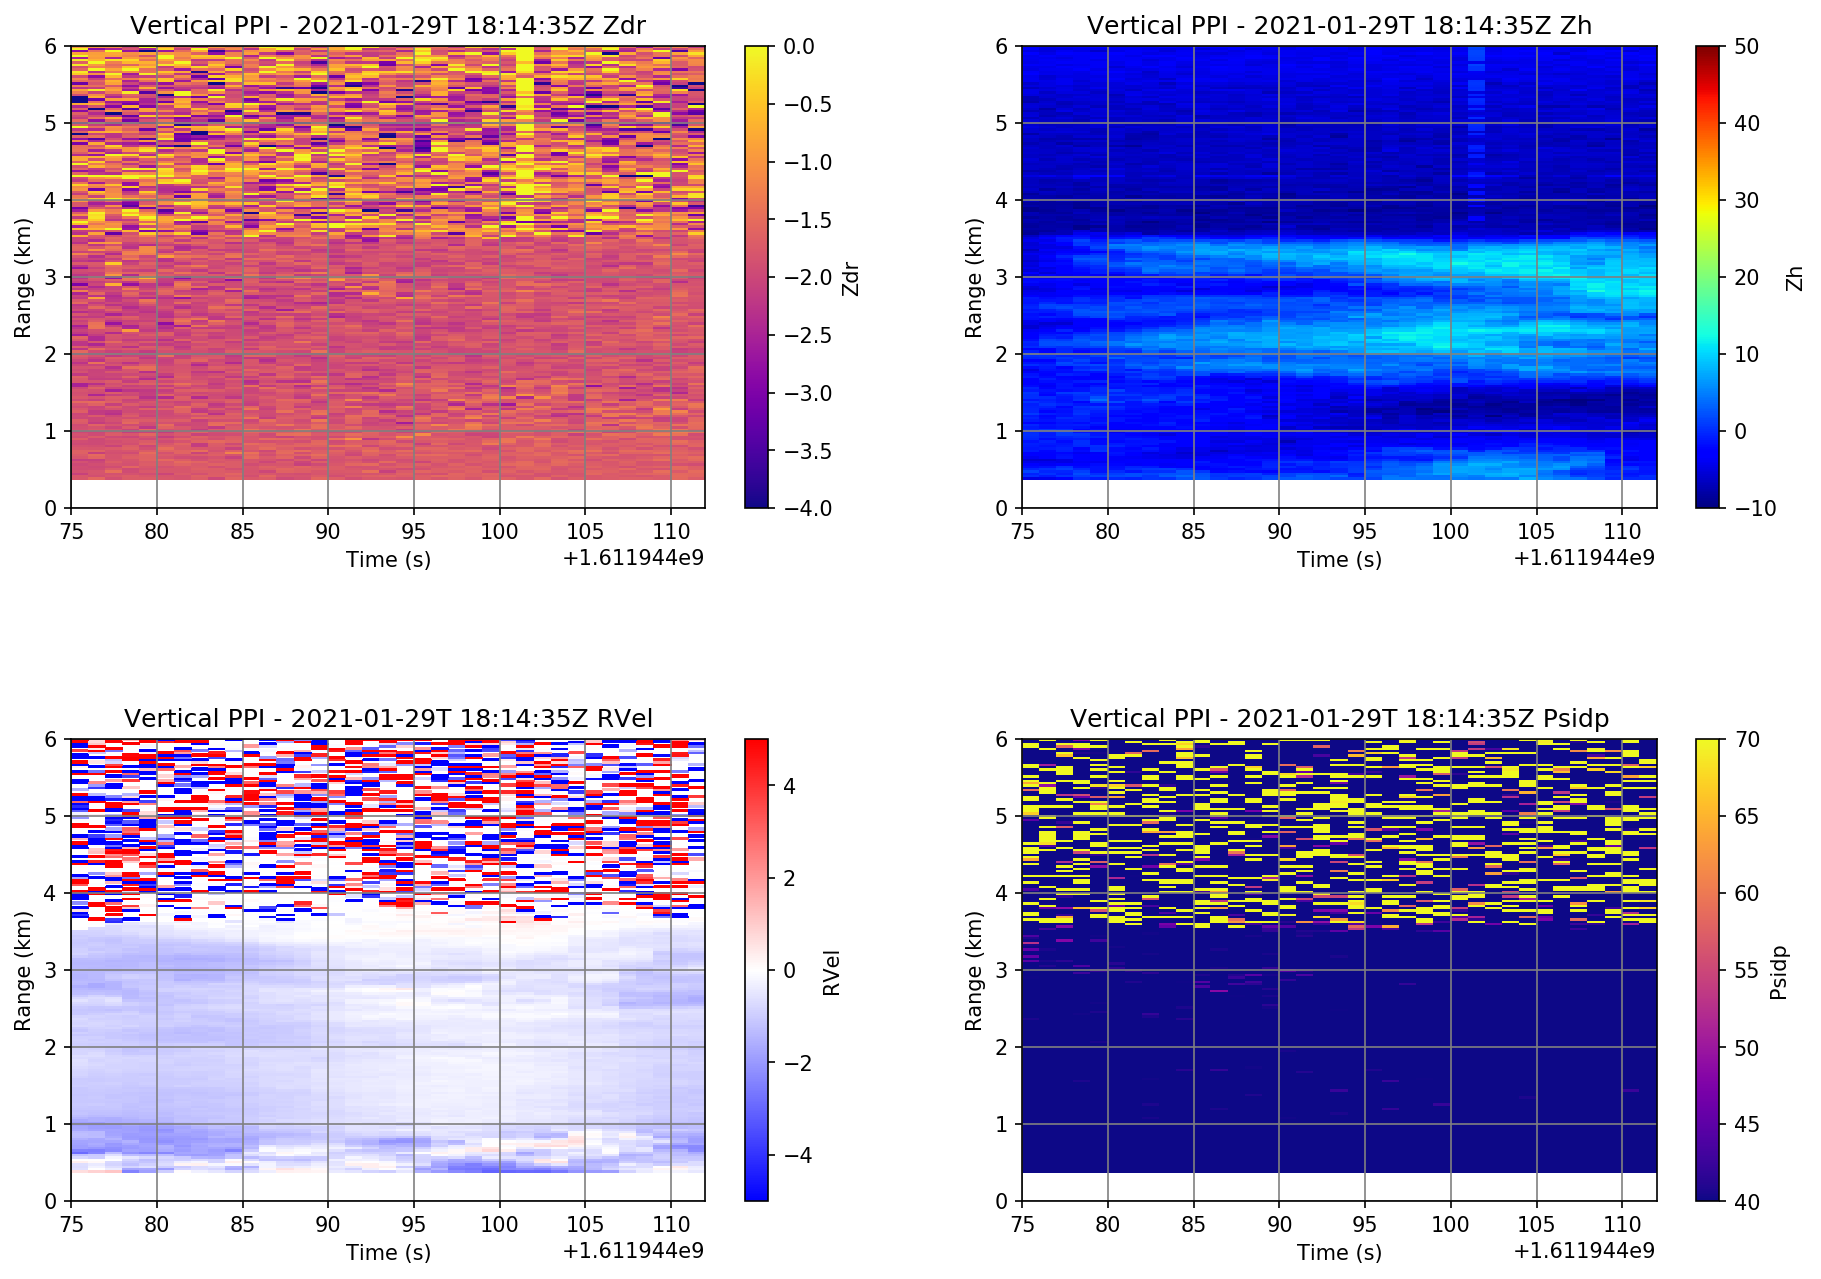 Vertical PPI - 2021-01-29T 18:14:35Z Zdr
6
5
4
3
2
1
0
Range (km)
75 80 85 90 95 100 105 110
Time (s)
+1.6111944e9
0.0
−0.5
−1.0
−1.5
−2.0
−2.5
−3.0
−3.5
−4.0
Zdr
Vertical PPI - 2021-01-29T 18:14:35Z Zh
6
5
4
3
2
1
0
Range (km)
75 80 85 90 95 100 105 110
Time (s)
+1.6111944e9
50
40
30
20
10
0
−10
Zh
Vertical PPI - 2021-01-29T 18:14:35Z RVel
6
5
4
3
2
1
0
Range (km)
75 80 85 90 95 100 105 110
Time (s)
+1.6111944e9
4
2
0
−2
−4
RVel
Vertical PPI - 2021-01-29T 18:14:35Z Psidp
6
5
4
3
2
1
0
Range (km)
75 80 85 90 95 100 105 110
Time (s)
+1.6111944e9
70
65
60
55
50
45
40
Psidp